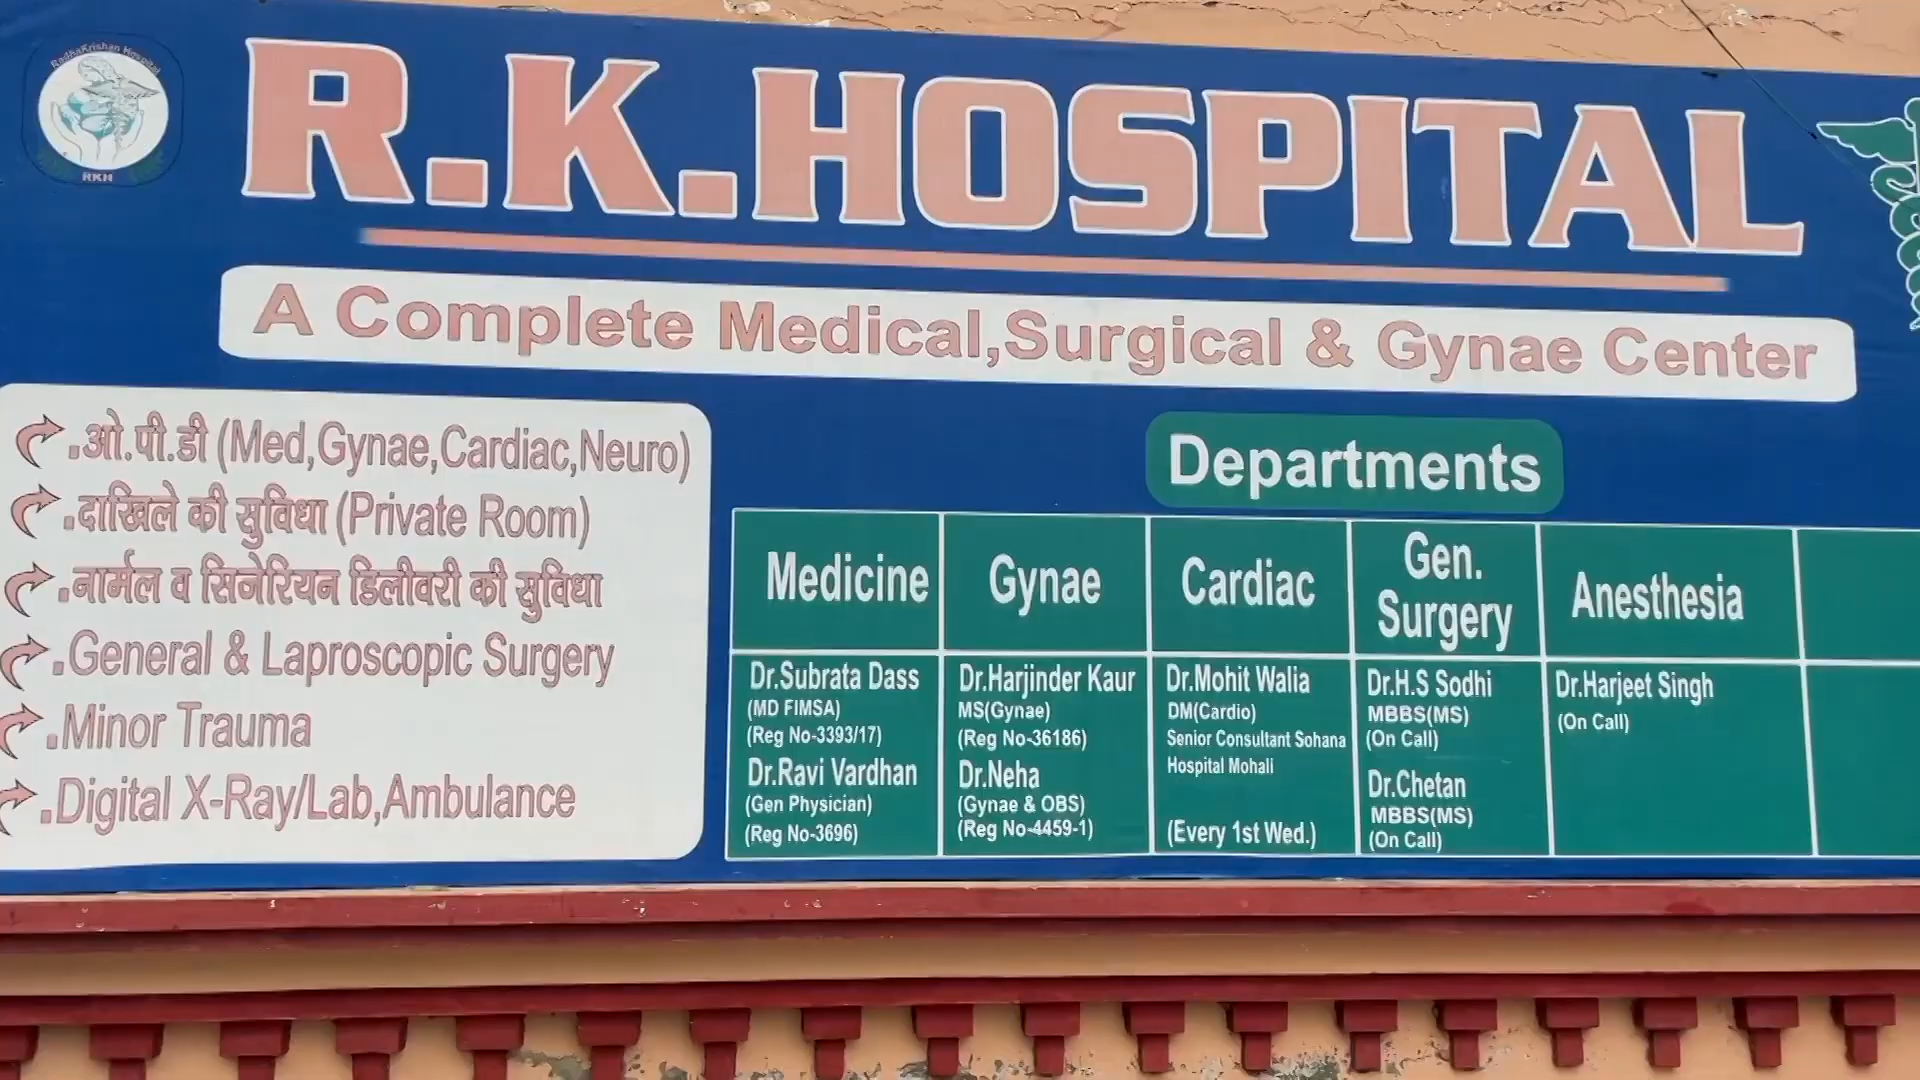 RadhaKrishan Hospital
RKH
R.K.HOSPITAL
A Complete Medical,Surgical & Gynae Center
.ओ.पी.डी (Med,Gynae,Cardiac,Neuro)
.दाखिले की सुविधा (Private Room)
.नार्मल व सिजेरियन डिलीवरी की सुविधा
.General & Laproscopic Surgery
.Minor Trauma
.Digital X-Ray/Lab,Ambulance
Departments
Medicine
Dr.Subrata Dass
(MD FIMSA)
(Reg No-3393/17)
Dr.Ravi Vardhan
(Gen Physician)
(Reg No-3696)
Gynae
Dr.Harjinder Kaur
MS(Gynae)
(Reg No-36186)
Dr.Neha
(Gynae & OBS)
(Reg No-4459-1)
Cardiac
Dr.Mohit Walia
DM(Cardio)
Senior Consultant Sohana
Hospital Mohali
(Every 1st Wed.)
Gen.
Surgery
Dr.H.S Sodhi
MBBS(MS)
(On Call)
Dr.Chetan
MBBS(MS)
(On Call)
Anesthesia
Dr.Harjeet Singh
(On Call)